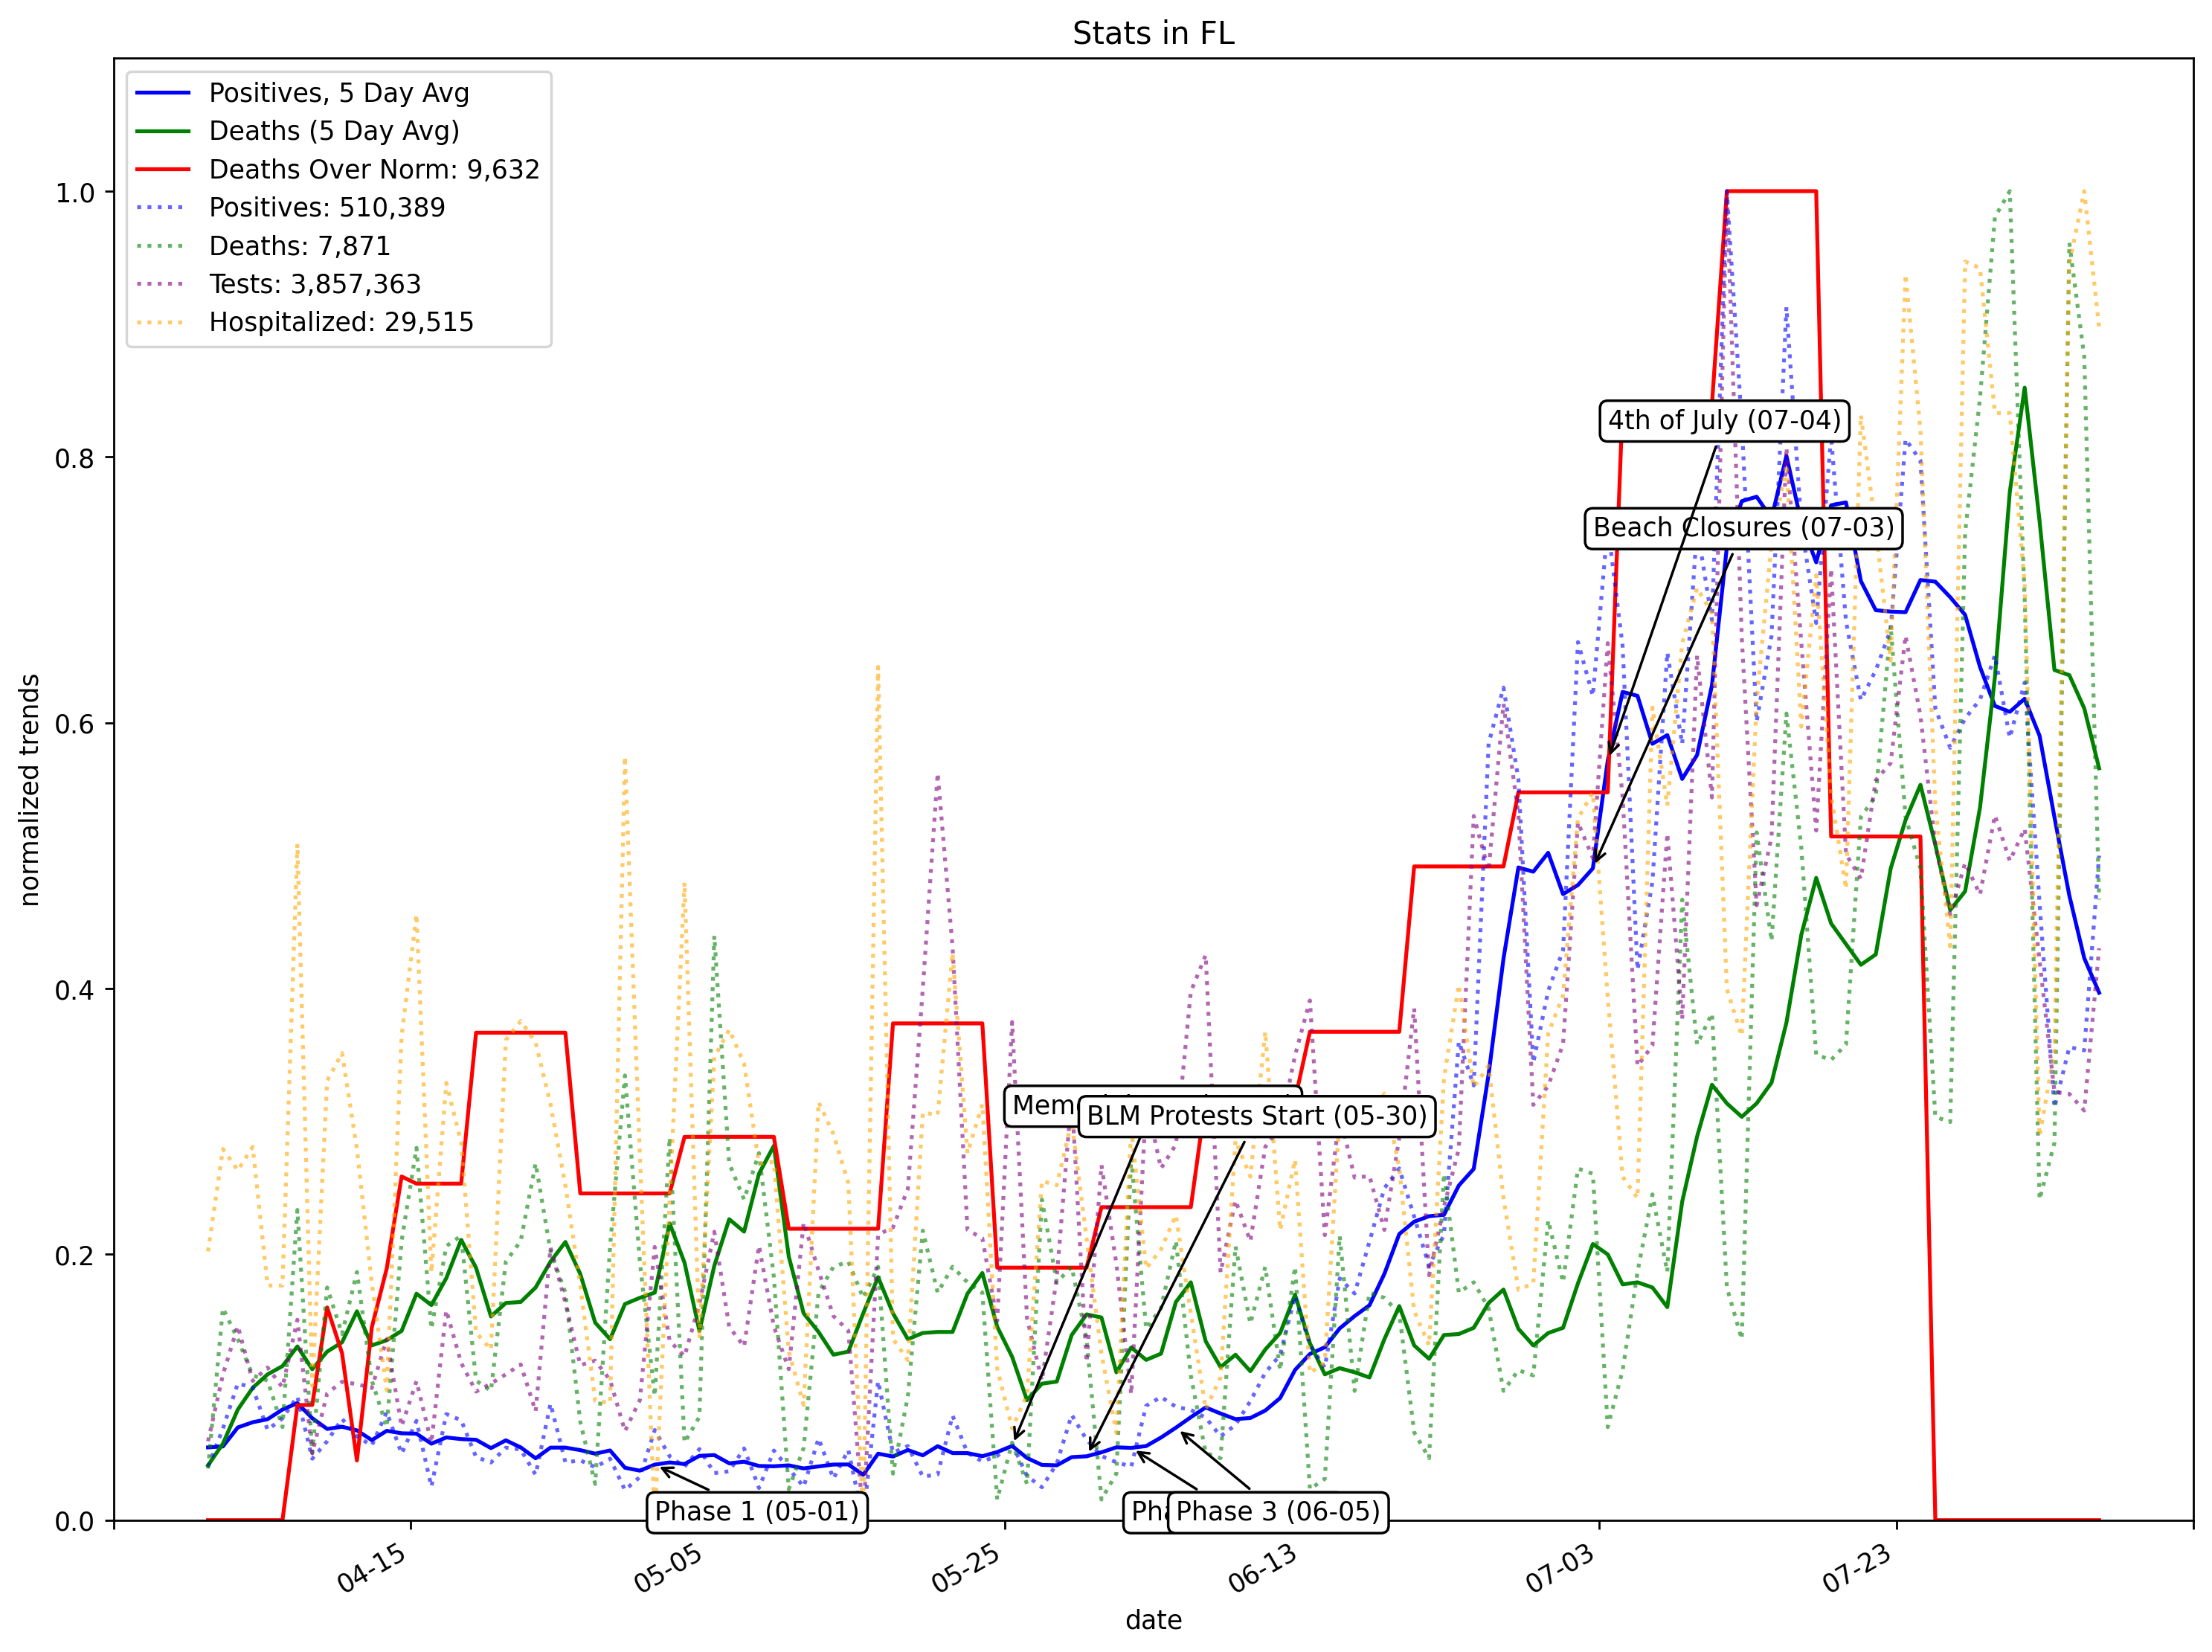 Stats in FL
Positives, 5 Day Avg
Deaths (5 Day Avg)
Deaths Over Norm: 9,632
Positives: 510,389
Deaths: 7,871
Tests: 3,857,363
Hospitalized: 29,515
1.0
0.8
0.6
0.4
0.2
0.0
normalized trends
4th of July (07-04)
Beach Closures (07-03)
BLM Protests Start (05-30)
Phase 1 (05-01)
Phase 3 (06-05)
04-15
05-05
05-25
06-13
07-03
07-23
date